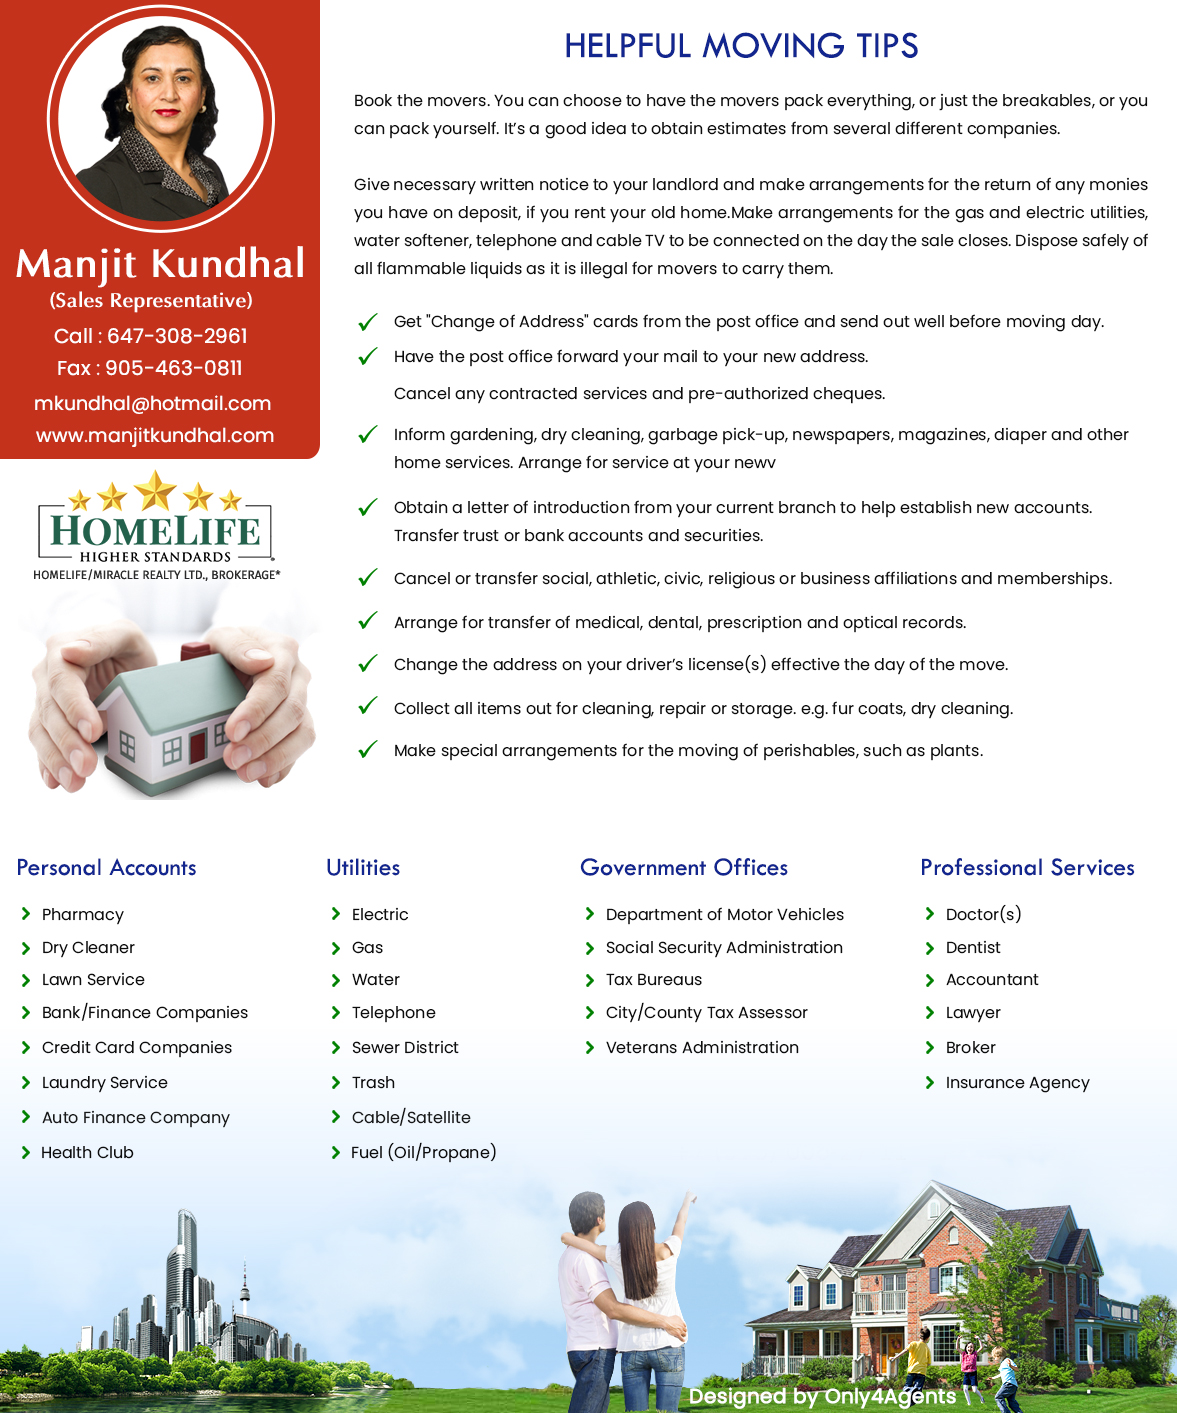 Manjit Kundhal
(Sales Representative)
Call : 647-308-2961
Fax : 905-463-0811
mkundhal@hotmail.com
www.manjitkundhal.com
HOMELIFE
HIGHER STANDARDS
HOMELIFE/MIRACLE REALTY LTD., BROKERAGE*
HELPFUL MOVING TIPS
Book the movers. You can choose to have the movers pack everything, or just the breakables, or you
can pack yourself. It's a good idea to obtain estimates from several different companies.
Give necessary written notice to your landlord and make arrangements for the return of any monies
you have on deposit, if you rent your old home.Make arrangements for the gas and electric utilities,
water softener, telephone and cable TV to be connected on the day the sale closes. Dispose safely of
all flammable liquids as it is illegal for movers to carry them.
Get "Change of Address" cards from the post office and send out well before moving day.
Have the post office forward your mail to your new address.
Cancel any contracted services and pre-authorized cheques.
Inform gardening, dry cleaning, garbage pick-up, newspapers, magazines, diaper and other
home services. Arrange for service at your newv
Obtain a letter of introduction from your current branch to help establish new accounts.
Transfer trust or bank accounts and securities.
Cancel or transfer social, athletic, civic, religious or business affiliations and memberships.
Arrange for transfer of medical, dental, prescription and optical records.
Change the address on your driver's license(s) effective the day of the move.
Collect all items out for cleaning, repair or storage. e.g. fur coats, dry cleaning.
Make special arrangements for the moving of perishables, such as plants.
Personal Accounts
Pharmacy
Dry Cleaner
Lawn Service
Bank/Finance Companies
Credit Card Companies
Laundry Service
Auto Finance Company
Health Club
Utilities
Electric
Gas
Water
Telephone
Sewer District
Trash
Cable/Satellite
Fuel (Oil/Propane)
Government Offices
Department of Motor Vehicles
Social Security Administration
Tax Bureaus
City/County Tax Assessor
Veterans Administration
Professional Services
Doctor(s)
Dentist
Accountant
Lawyer
Broker
Insurance Agency
Designed by Only4Agents